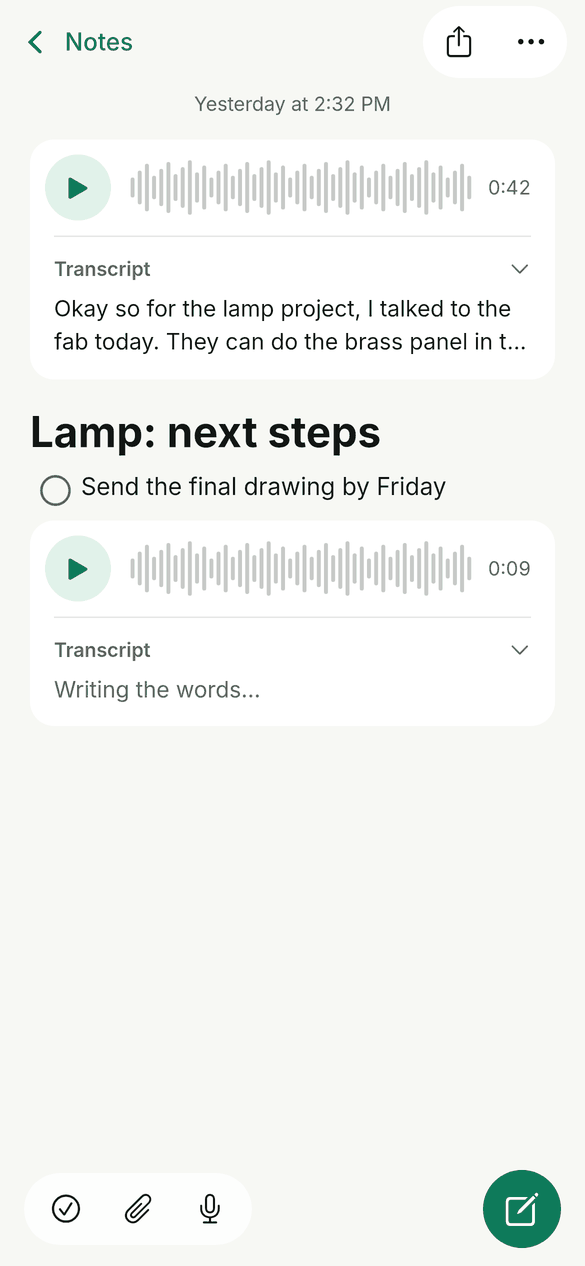 Notes
Yesterday at 2:32 PM
0:42
Transcript
Okay so for the lamp project, I talked to the
fab today. They can do the brass panel in t...
Lamp: next steps
Send the final drawing by Friday
0:09
Transcript
Writing the words...